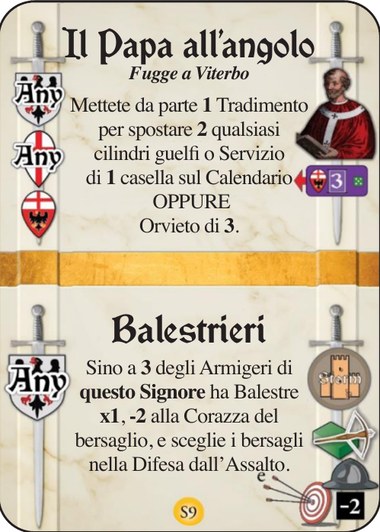 Il Papa all'angolo
Fugge a Viterbo
Any
Mettete da parte 1 Tradimento
per spostare 2 qualsiasi
Any
cilindri guelfi o Servizio
di 1 casella sul Calendario
3
OPPURE
Orvieto di 3.
Balestrieri
Any
Sino a 3 degli Armigeri di
questo Signore ha Balestre
x1, -2 alla Corazza del
bersaglio, e sceglie i bersagli
nella Difesa dall'Assalto.
Storm
e
S9
-2